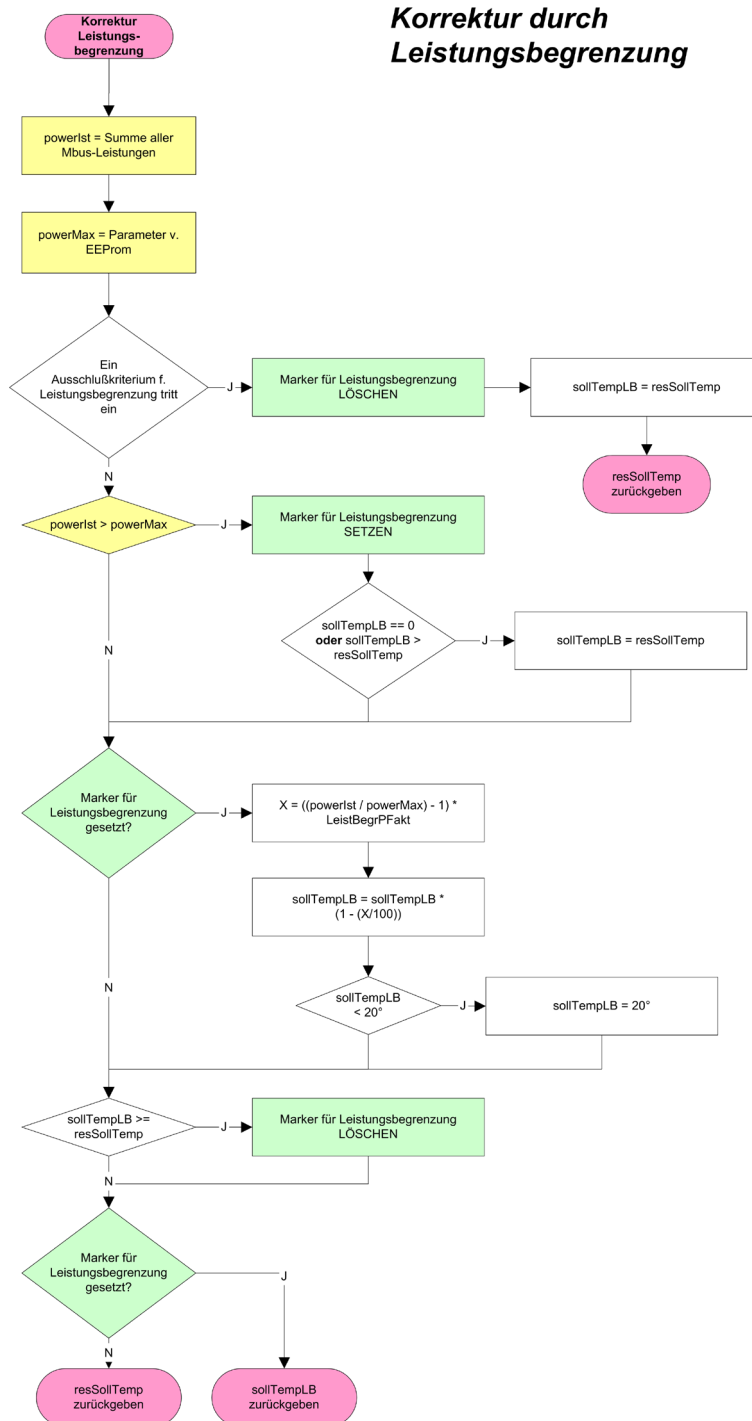 Korrektur durch
Leistungsbegrenzung
Korrektur
Leistungs-
begrenzung
powerIst = Summe aller
Mbus-Leistungen
powerMax = Parameter v.
EEProm
Ein
Ausschlußkriterium f.
Leistungsbegrenzung tritt
ein
J
Marker für Leistungsbegrenzung
LÖSCHEN
sollTempLB = resSollTemp
N
resSollTemp
zurückgeben
powerIst > powerMax
J
Marker für Leistungsbegrenzung
SETZEN
N
sollTempLB == 0
oder sollTempLB >
resSollTemp
J
sollTempLB = resSollTemp
Marker für
Leistungsbegrenzung
gesetzt?
J
X = ((powerIst / powerMax) - 1) *
LeistBegrPFakt
sollTempLB = sollTempLB *
(1 - (X/100))
N
sollTempLB
< 20°
J
sollTempLB = 20°
sollTempLB >=
resSollTemp
J
Marker für Leistungsbegrenzung
LÖSCHEN
N
Marker für
Leistungsbegrenzung
gesetzt?
J
N
resSollTemp
zurückgeben
sollTempLB
zurückgeben